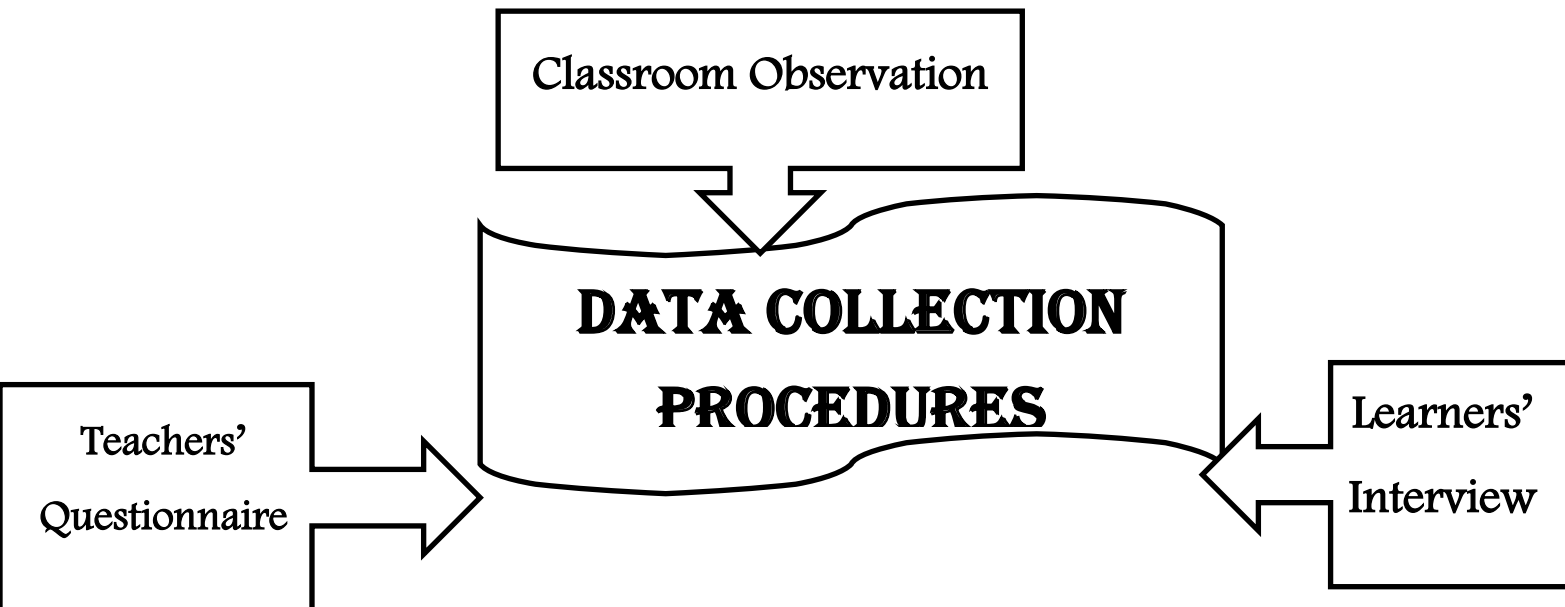 Classroom Observation
DATA COLLECTION
PROCEDURES
Teachers’
Questionnaire
Learners’
Interview